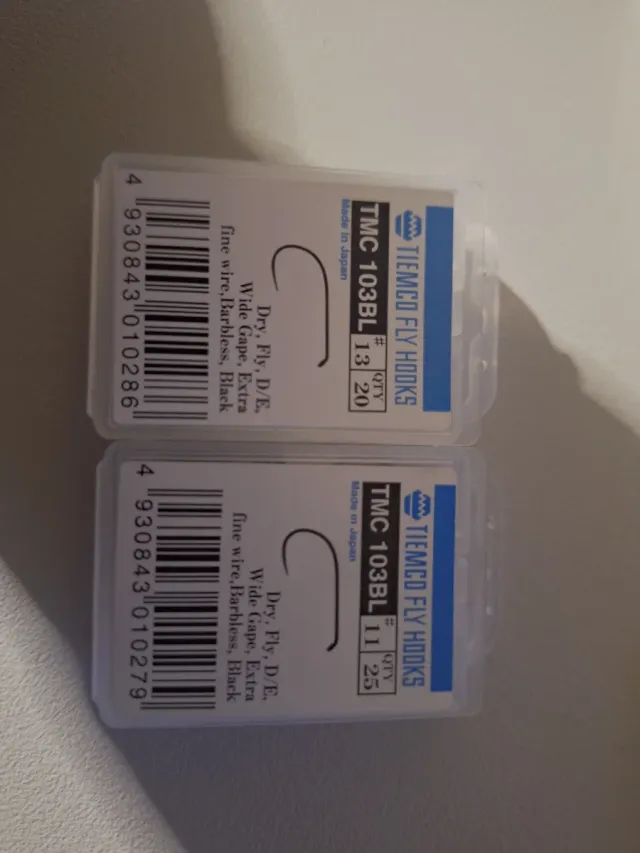 TIEMCO FLY HOOKS
TMC 103BL # 13 QTY 20
Made in Japan
Dry, Fly, D/E,
Wide Gape, Extra
fine wire,Barbless, Black
4 930843 010286
TIEMCO FLY HOOKS
TMC 103BL # 11 QTY 25
Made in Japan
Dry, Fly, D/E,
Wide Gape, Extra
fine wire,Barbless, Black
4 930843 010279